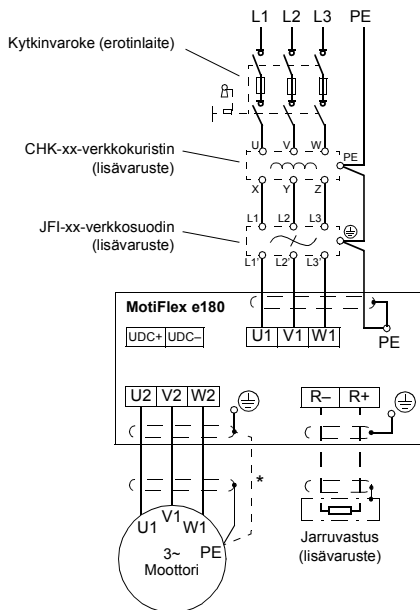 L1 L2 L3 PE
Kytkinvaroke (erotinlaite)
U V W
CHK-xx-verkkokuristin
(lisävaruste)
PE
X Y Z
L1 L2 L3
JFI-xx-verkkosuodin
(lisävaruste)
L1' L2' L3'
MotiFlex e180
UDC+ UDC–
U1 V1 W1
PE
U2 V2 W2
R– R+
*
U1 V1 W1
PE
3~
Moottori
Jarruvastus
(lisävaruste)